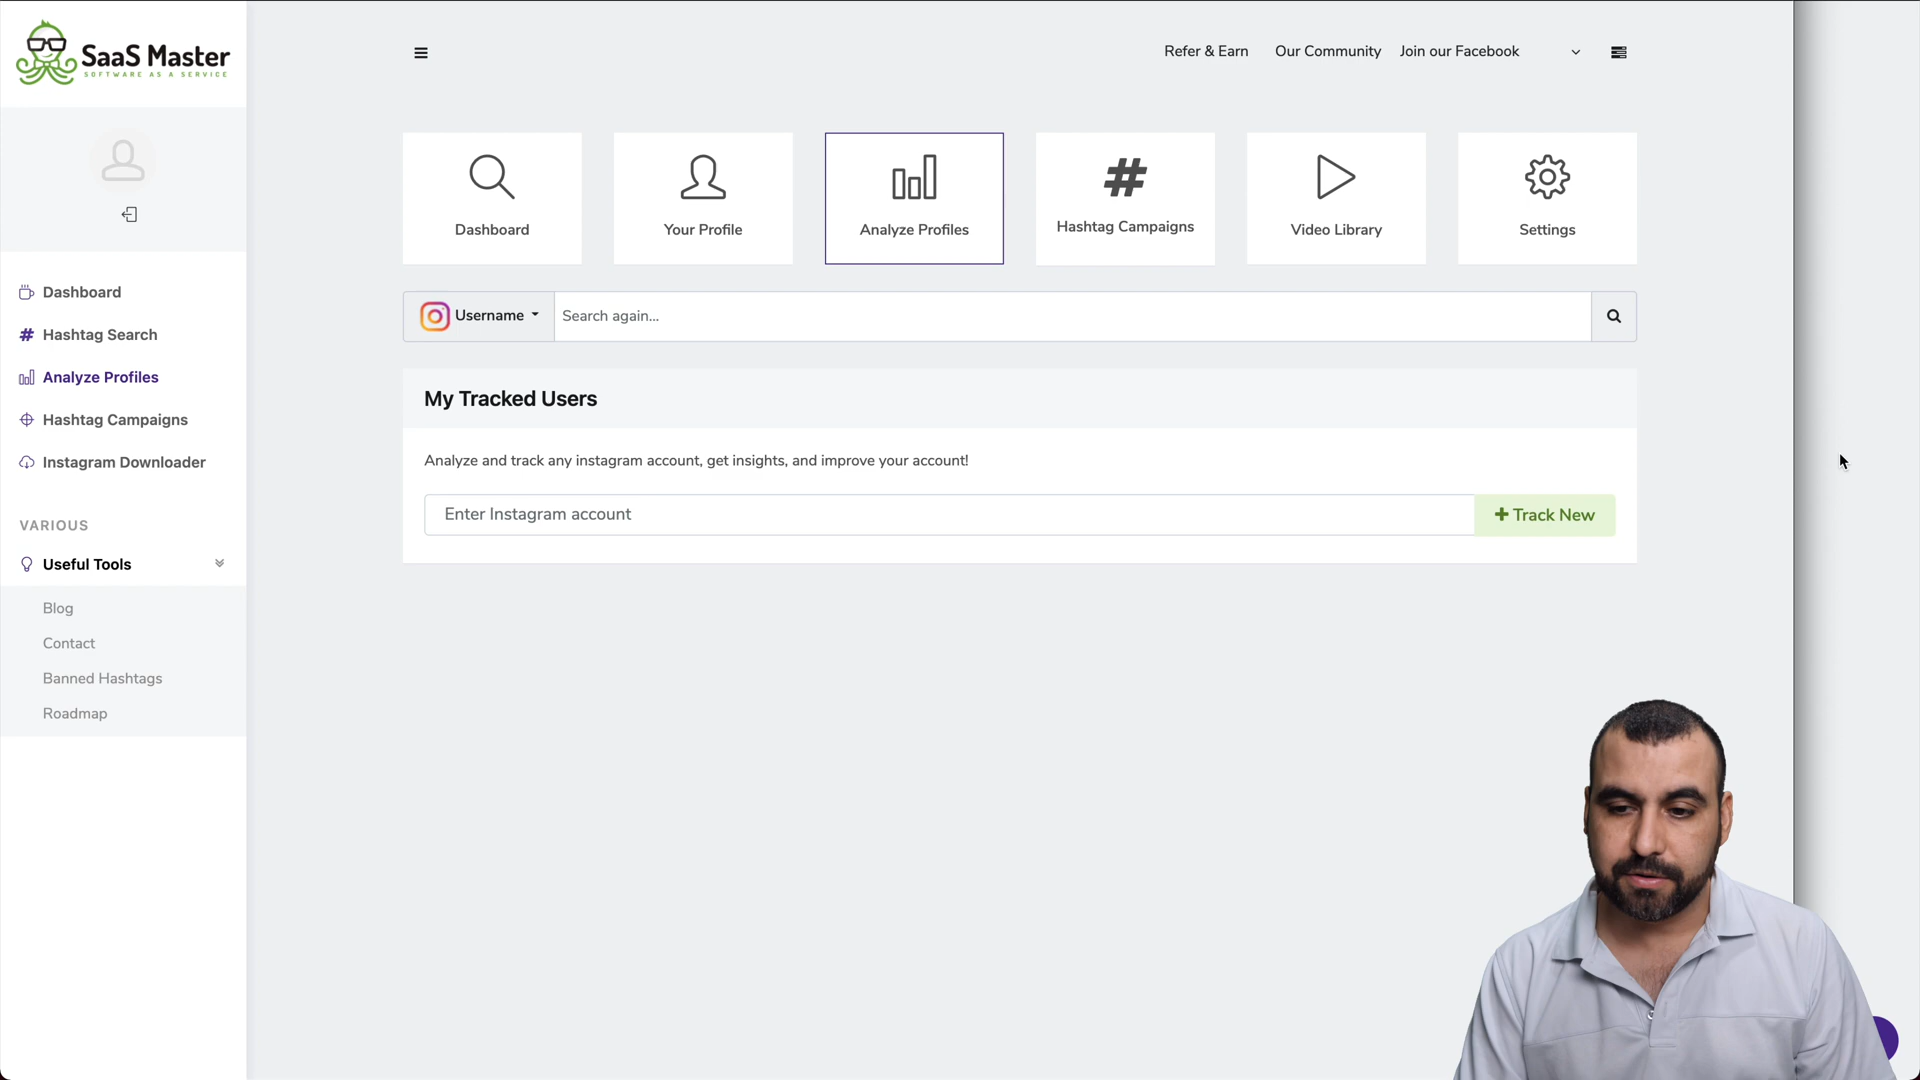 SaaS Master
SOFTWARE AS A SERVICE
Refer & Earn
Our Community
Join our Facebook
Dashboard
Your Profile
Analyze Profiles
Hashtag Campaigns
Video Library
Settings
Username
Search again...
Dashboard
Hashtag Search
Analyze Profiles
Hashtag Campaigns
Instagram Downloader
VARIOUS
Useful Tools
Blog
Contact
Banned Hashtags
Roadmap
My Tracked Users
Analyze and track any instagram account, get insights, and improve your account!
Enter Instagram account
Track New